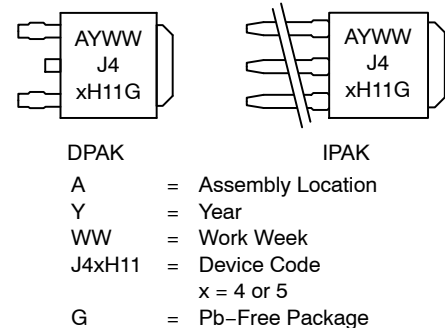 AYWW
J4
xH11G
AYWW
J4
xH11G
DPAK IPAK
A = Assembly Location
Y = Year
WW = Work Week
J4xH11 = Device Code
x = 4 or 5
G = Pb−Free Package